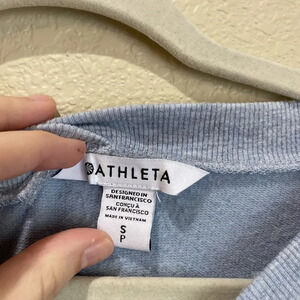 ATHLETA
DESIGNED IN
SAN FRANCISCO
CONÇU À
SAN FRANCISCO
MADE IN VIETNAM
S
P